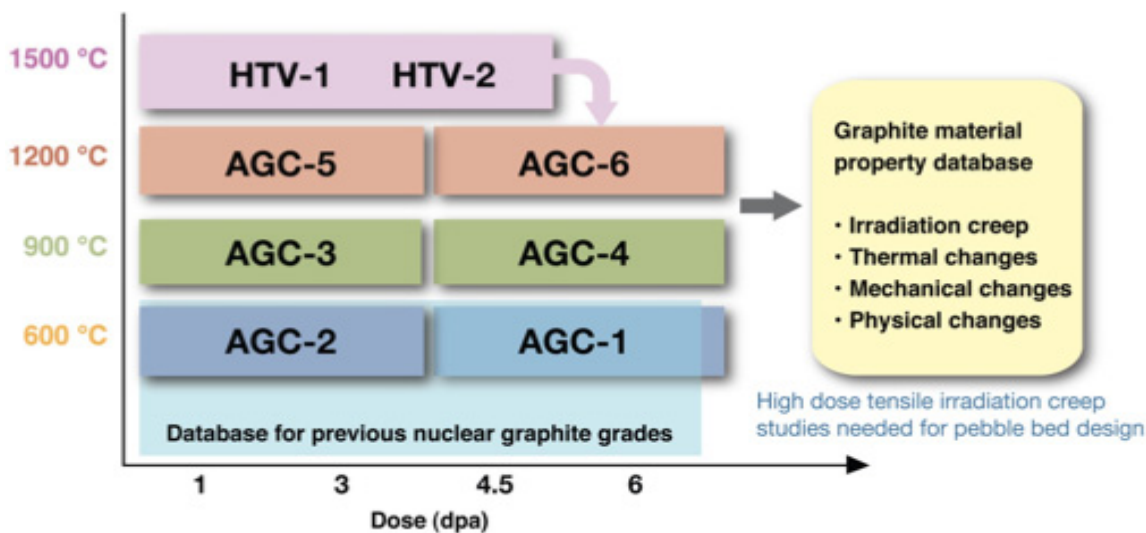 1500 °C
HTV-1 HTV-2
1200 °C
AGC-5
AGC-6
900 °C
AGC-3
AGC-4
600 °C
AGC-2
AGC-1
Database for previous nuclear graphite grades
1 3 4.5 6
Dose (dpa)
Graphite material
property database
· Irradiation creep
· Thermal changes
· Mechanical changes
· Physical changes
High dose tensile irradiation creep
studies needed for pebble bed design